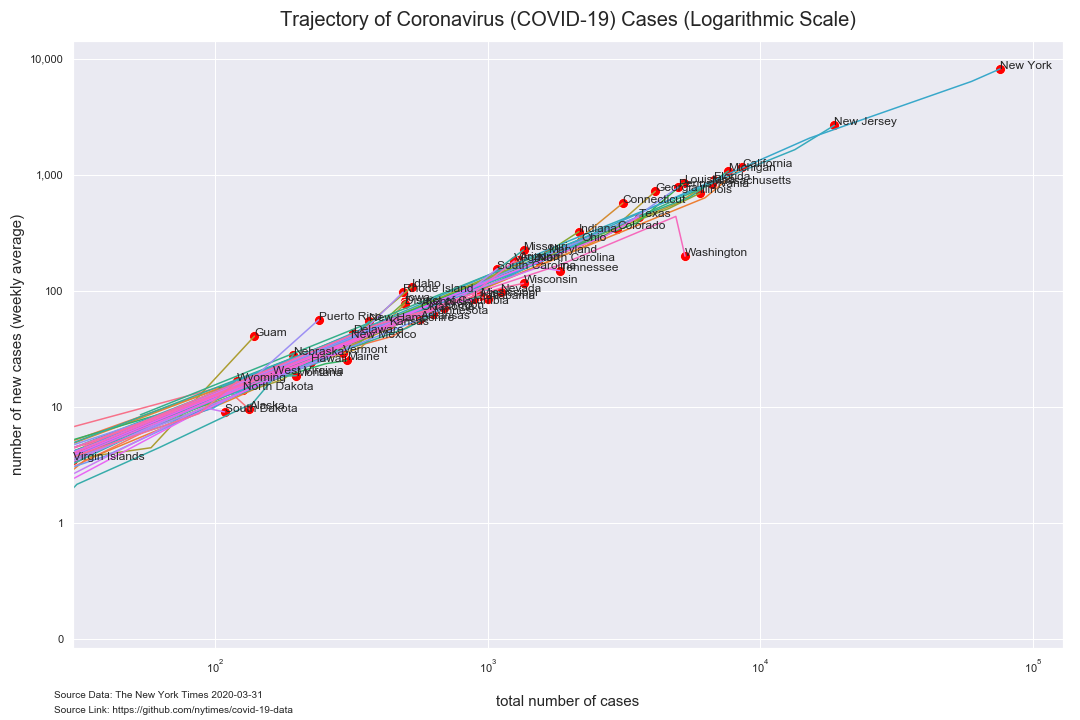 Trajectory of Coronavirus (COVID-19) Cases (Logarithmic Scale)
10,000
New York
New Jersey
1,000
California
Michigan
Florida
Massachusetts
Illinois
Georgia
Connecticut
Texas
Colorado
Indiana
Ohio
Missouri
Maryland
Washington
North Carolina
South Carolina
Tennessee
Wisconsin
100
Idaho
Rhode Island
Iowa
Nevada
Puerto Rico
Kansas
Delaware
New Mexico
Guam
Nebraska
Vermont
Hawaii
Maine
West Virginia
Montana
Wyoming
North Dakota
10
South Dakota
Alaska
Virgin Islands
1
0
number of new cases (weekly average)
10²
10³
10⁴
10⁵
total number of cases
Source Data: The New York Times 2020-03-31
Source Link: https://github.com/nytimes/covid-19-data